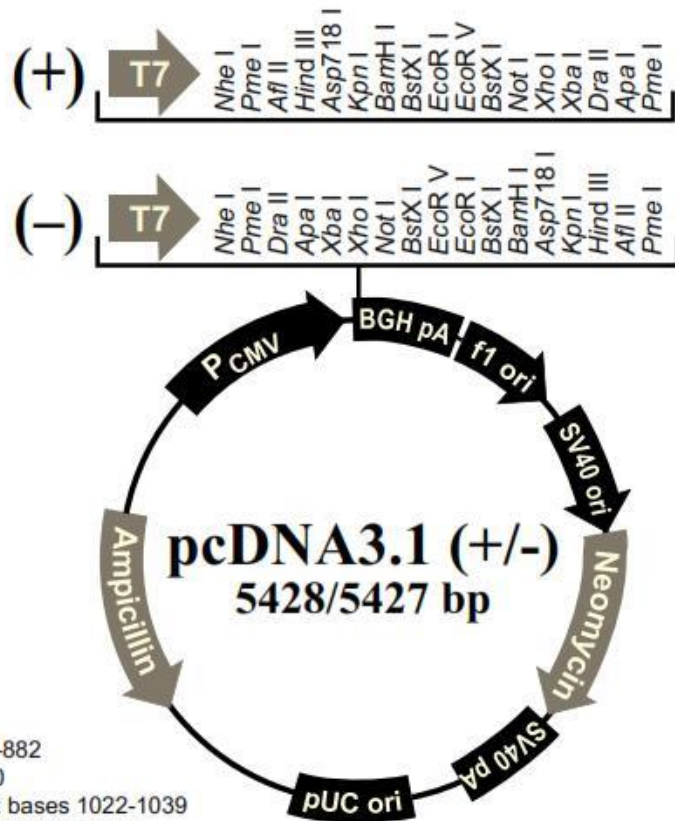 (+)
T7
Nhe I
Pme I
Afl II
Hind III
Asp718 I
Kpn I
BamH I
BstX I
EcoR I
EcoR V
BstX I
Not I
Xho I
Xba I
Dra II
Apa I
Pme I
(–)
T7
Nhe I
Pme I
Dra II
Apa I
Xba I
Xho I
Not I
BstX I
EcoR V
EcoR I
BstX I
BamH I
Asp718 I
Kpn I
Hind III
Afl II
Pme I
P CMV
BGH pA
f1 ori
SV40 ori
Neomycin
SV40 pA
pUC ori
Ampicillin
pcDNA3.1 (+/-)
5428/5427 bp
-882
bases 1022-1039